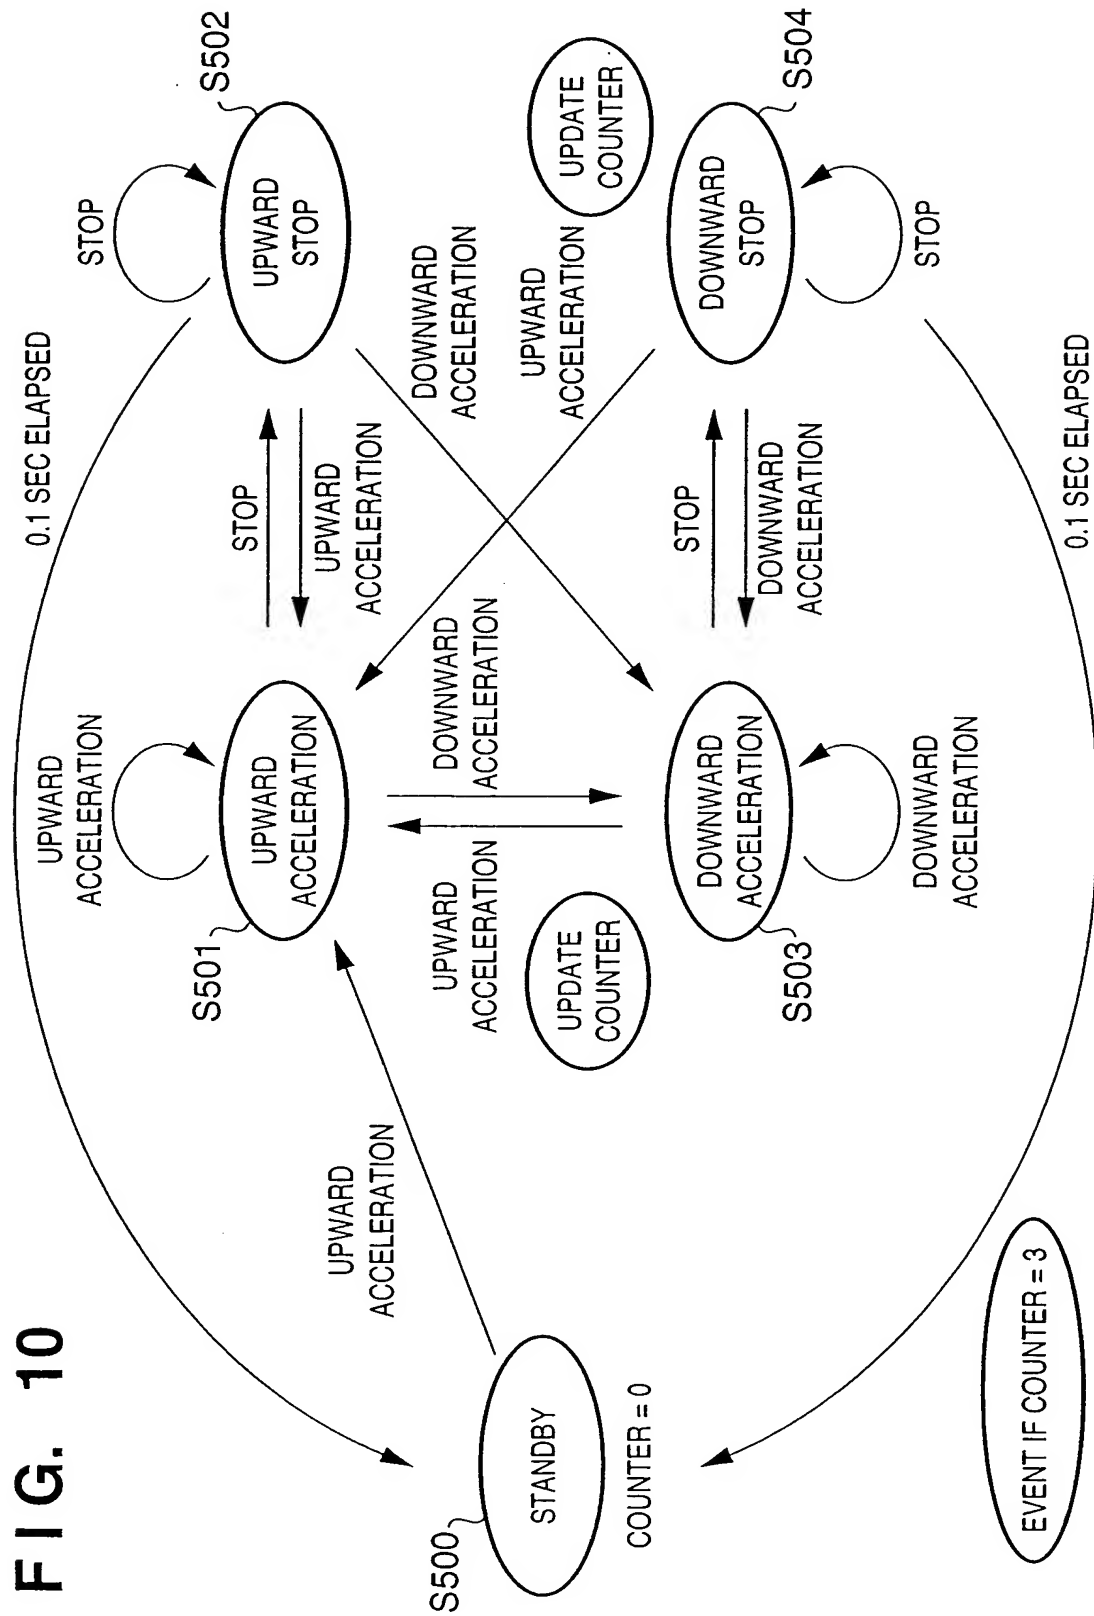 FIG. 10
0.1 SEC ELAPSED
UPWARD
ACCELERATION
STOP
S501
UPWARD
ACCELERATION
STOP
UPWARD
ACCELERATION
UPWARD
STOP
S502
UPWARD
ACCELERATION
UPWARD
ACCELERATION
DOWNWARD
ACCELERATION
DOWNWARD
ACCELERATION
UPWARD
ACCELERATION
UPDATE
COUNTER
UPDATE
COUNTER
S500
STANDBY
COUNTER = 0
DOWNWARD
ACCELERATION
S503
STOP
DOWNWARD
ACCELERATION
DOWNWARD
STOP
S504
DOWNWARD
ACCELERATION
STOP
0.1 SEC ELAPSED
EVENT IF COUNTER = 3